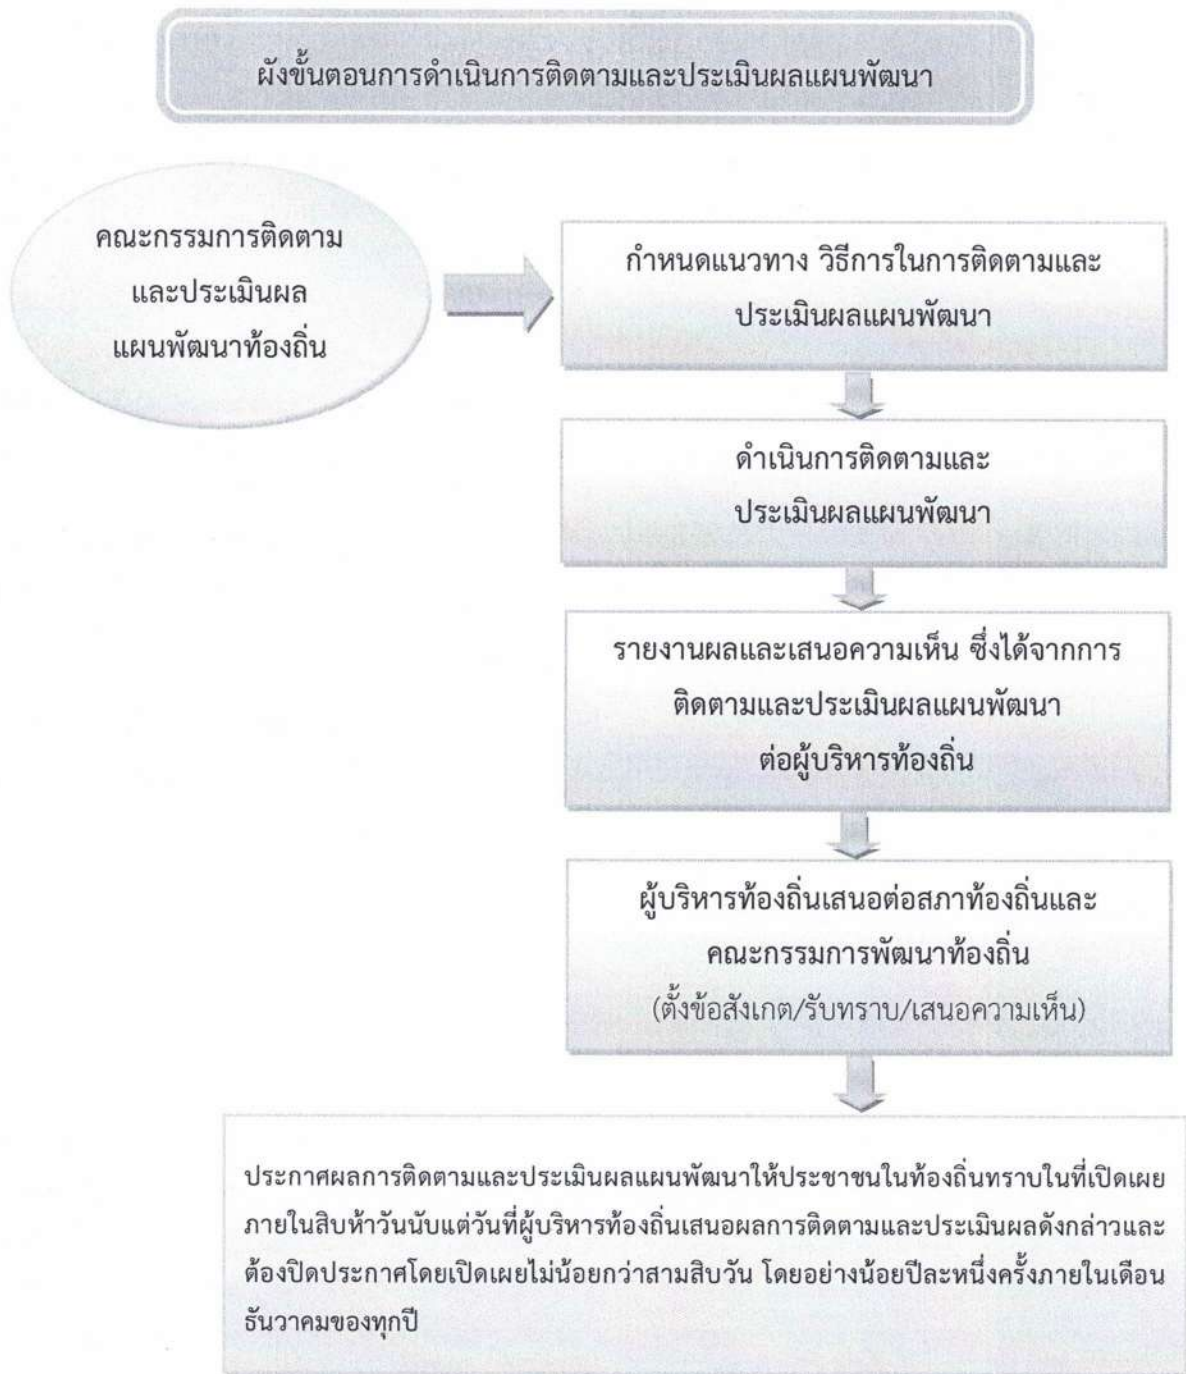 ผังขั้นตอนการดำเนินการติดตามและประเมินผลแผนพัฒนา
คณะกรรมการติดตาม
และประเมินผล
แผนพัฒนาท้องถิ่น
กำหนดแนวทาง วิธีการในการติดตามและ
ประเมินผลแผนพัฒนา
ดำเนินการติดตามและ
ประเมินผลแผนพัฒนา
รายงานผลและเสนอความเห็น ซึ่งได้จากการ
ติดตามและประเมินผลแผนพัฒนา
ต่อผู้บริหารท้องถิ่น
ผู้บริหารท้องถิ่นเสนอต่อสภาท้องถิ่นและ
คณะกรรมการพัฒนาท้องถิ่น
(ตั้งข้อสังเกต/รับทราบ/เสนอความเห็น)
ประกาศผลการติดตามและประเมินผลแผนพัฒนาให้ประชาชนในท้องถิ่นทราบในที่เปิดเผย
ภายในสิบห้าวันนับแต่วันที่ผู้บริหารท้องถิ่นเสนอผลการติดตามและประเมินผลดังกล่าวและ
ต้องปิดประกาศโดยเปิดเผยไม่น้อยกว่าสามสิบวัน โดยอย่างน้อยปีละหนึ่งครั้งภายในเดือน
ธันวาคมของทุกปี